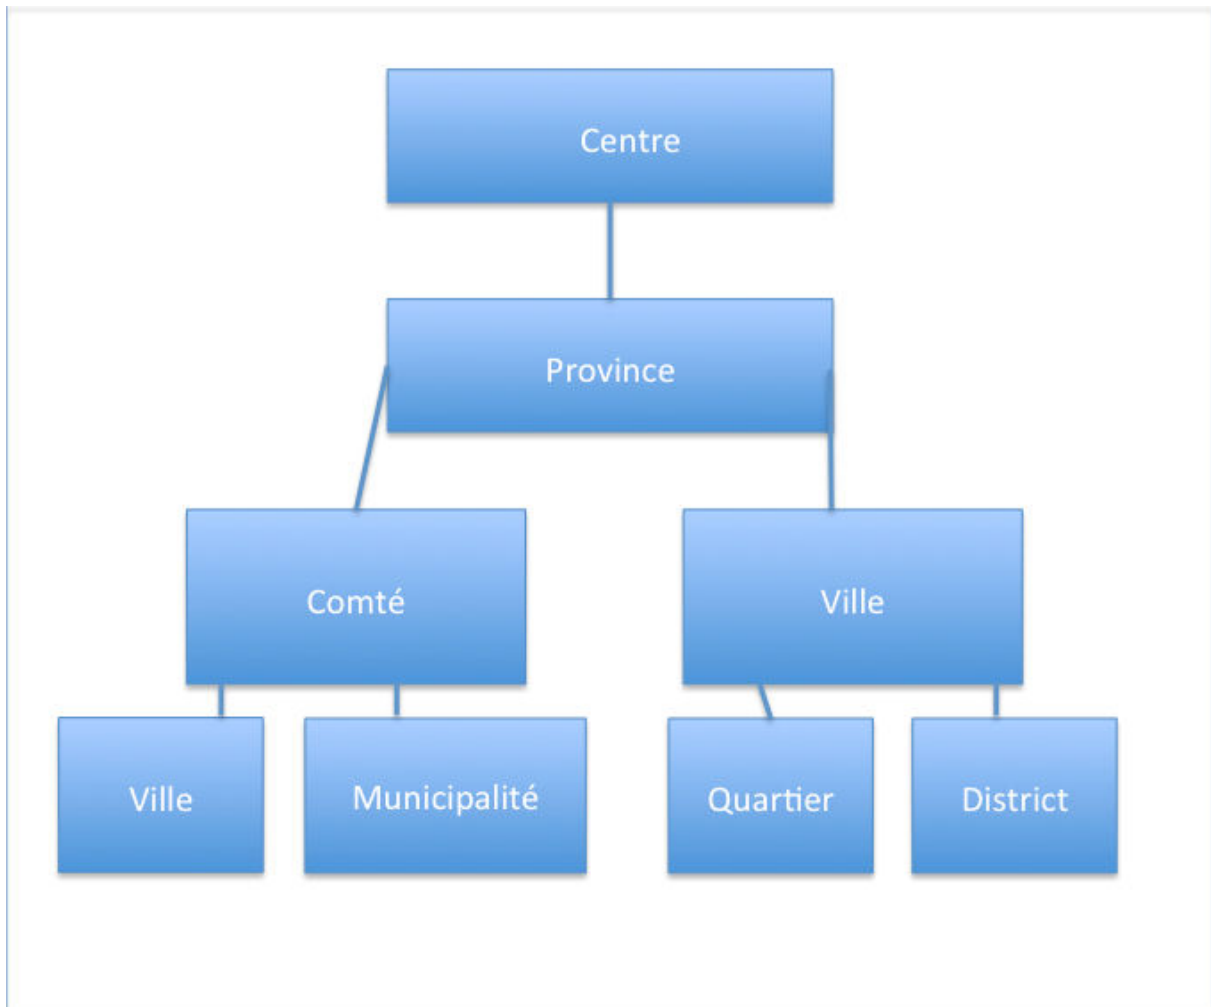 Centre
Province
Comté
Ville
Ville
Municipalité
Quartier
District